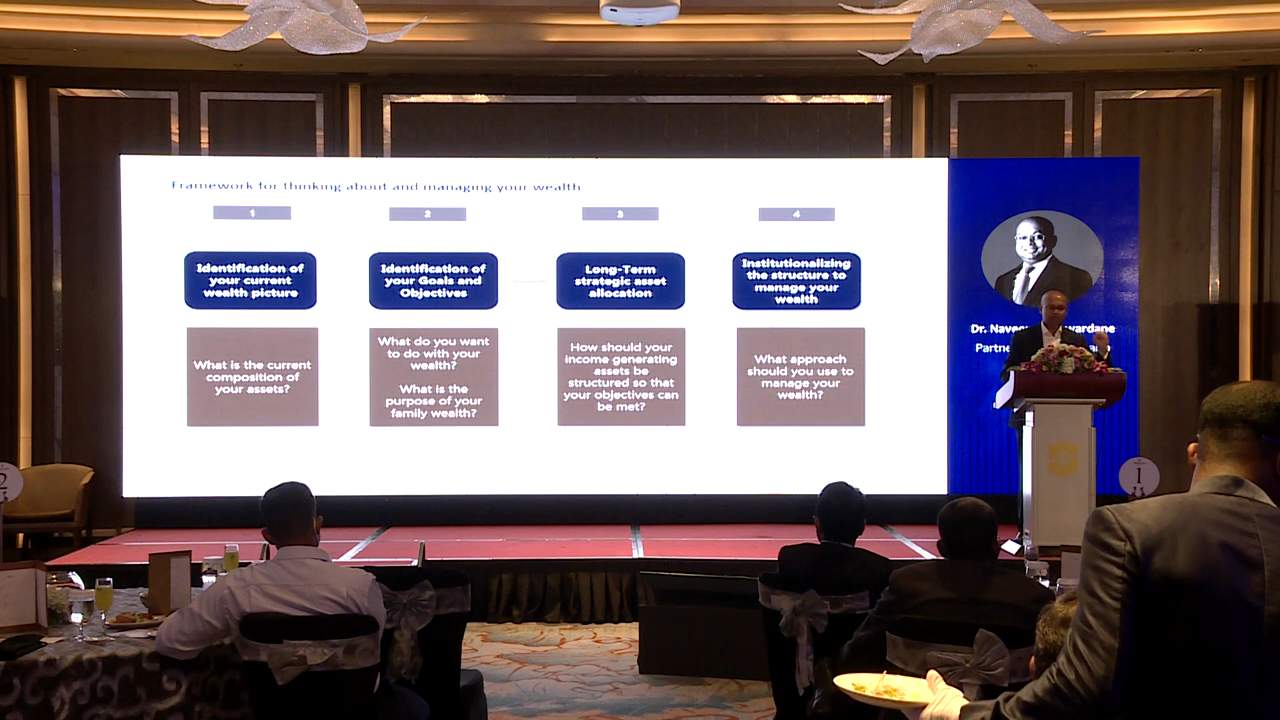 Framework for thinking about and managing your wealth
1
2
3
4
Identification of
your current
wealth picture
Identification of
your Goals and
Objectives
Long-Term
strategic asset
allocation
Institutionalizing
the structure to
manage your
wealth
What is the current
composition of
your assets?
What do you want
to do with your
wealth?
What is the
purpose of your
family wealth?
How should your
income generating
assets be
structured so that
your objectives can
be met?
What approach
should you use to
manage your
wealth?
Dr.
2
1